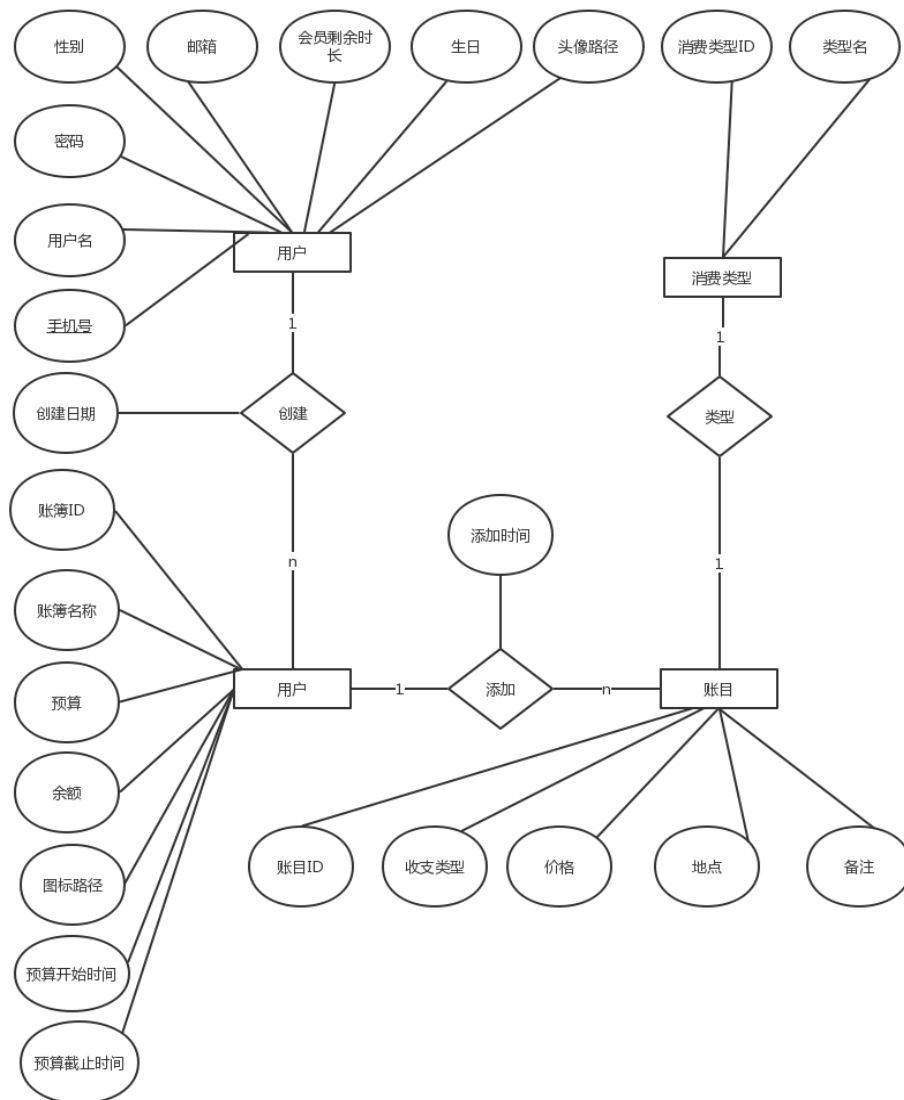 性别
邮箱
会员剩余时
长
生日
头像路径
消费类型ID
类型名
密码
用户名
用户
消费类型
手机号
1
1
创建日期
创建
类型
账簿ID
添加时间
n
1
账簿名称
预算
用户
1
添加
n
账目
余额
账目ID
收支类型
价格
地点
备注
图标路径
预算开始时间
预算截止时间